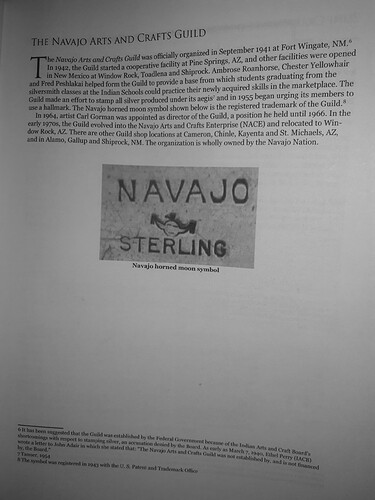 THE NAVAJO ARTS AND CRAFTS GUILD
The Navajo Arts and Crafts Guild was officially organized in September 1941 at Fort Wingate, NM.6
In 1942, the Guild started a cooperative facility at Pine Springs, AZ, and other facilities were opened
in New Mexico at Window Rock, Toadlena and Shiprock. Ambrose Roanhorse, Chester Yellowhair
and Fred Peshlakai helped form the Guild to provide a base from which students graduating from the
silversmith classes at the Indian Schools could practice their newly acquired skills in the marketplace. The
Guild made an effort to stamp all silver produced under its aegis7 and in 1955 began urging its members to
use a hallmark. The Navajo horned moon symbol shown below is the registered trademark of the Guild.8
In 1964, artist Carl Gorman was appointed as director of the Guild, a position he held until 1966. In the
early 1970s, the Guild evolved into the Navajo Arts and Crafts Enterprise (NACE) and relocated to Win-
dow Rock, AZ. There are other Guild shop locations at Cameron, Chinle, Kayenta and St. Michaels, AZ,
and in Alamo, Gallup and Shiprock, NM. The organization is wholly owned by the Navajo Nation.
NAVAJO
STERLING
Navajo horned moon symbol
6 It has been suggested that the Guild was established by the Federal Government because of the Indian Arts and Craft Board's
shortcomings with respect to stamping silver, an accusation denied by the Board. As early as March 7, 1940, Ethel Petty (IACB)
wrote a letter to John Adair in which she stated that: "The Navajo Arts and Crafts Guild was not established by, and is not financed
by, the Board."
7 Tanner, 1954
8 The symbol was registered in 1943 with the U. S. Patent and Trademark Office